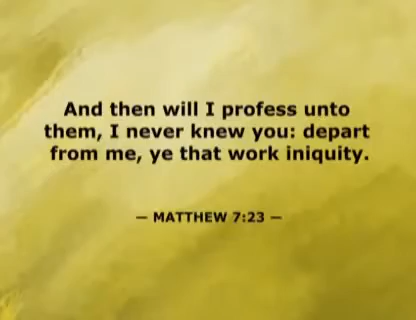 And then will I profess unto
them, I never knew you: depart
from me, ye that work iniquity.
— MATTHEW 7:23 —